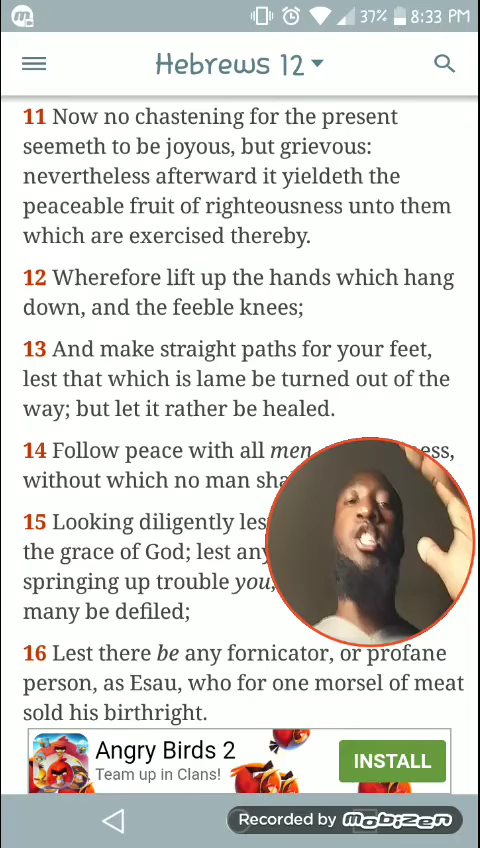 37% 8:33 PM
Hebrews 12
11 Now no chastening for the present
seemeth to be joyous, but grievous:
nevertheless afterward it yieldeth the
peaceable fruit of righteousness unto them
which are exercised thereby.
12 Wherefore lift up the hands which hang
down, and the feeble knees;
13 And make straight paths for your feet,
lest that which is lame be turned out of the
way; but let it rather be healed.
14 Follow peace with all men
without which no man
15 Looking diligently
the grace of God; lest
springing up trouble you,
many be defiled;
16 Lest there be any fornicator, or profane
person, as Esau, who for one morsel of meat
sold his birthright.
Angry Birds 2
Team up in Clans!
INSTALL
Recorded by mobizen